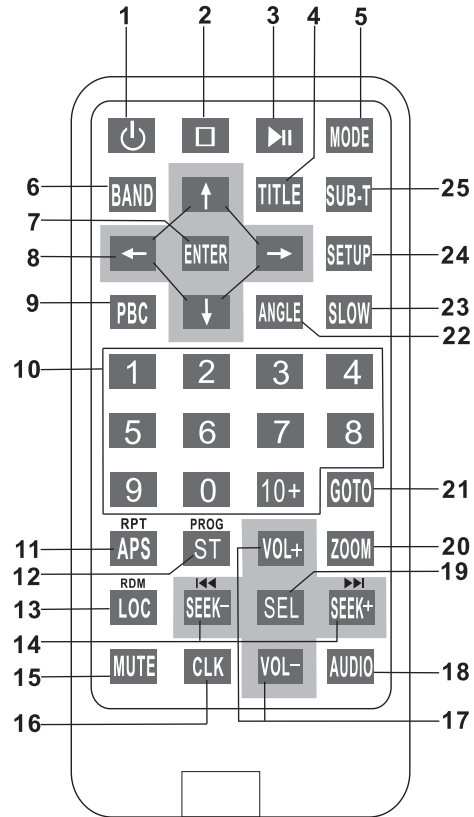 1 2 3 4 5
MODE
6 BAND TITLE SUB-T 25
7
8 ENTER SETUP 24
9 PBC ANGLE SLOW 23
22
10 1 2 3 4
5 6 7 8
9 0 10+ GOTO 21
RPT PROG
11 APS ST VOL+ ZOOM 20
12 19
RDM
13 LOC SEEK- SEL SEEK+
14
15 MUTE CLK VOL- AUDIO 18
16 17